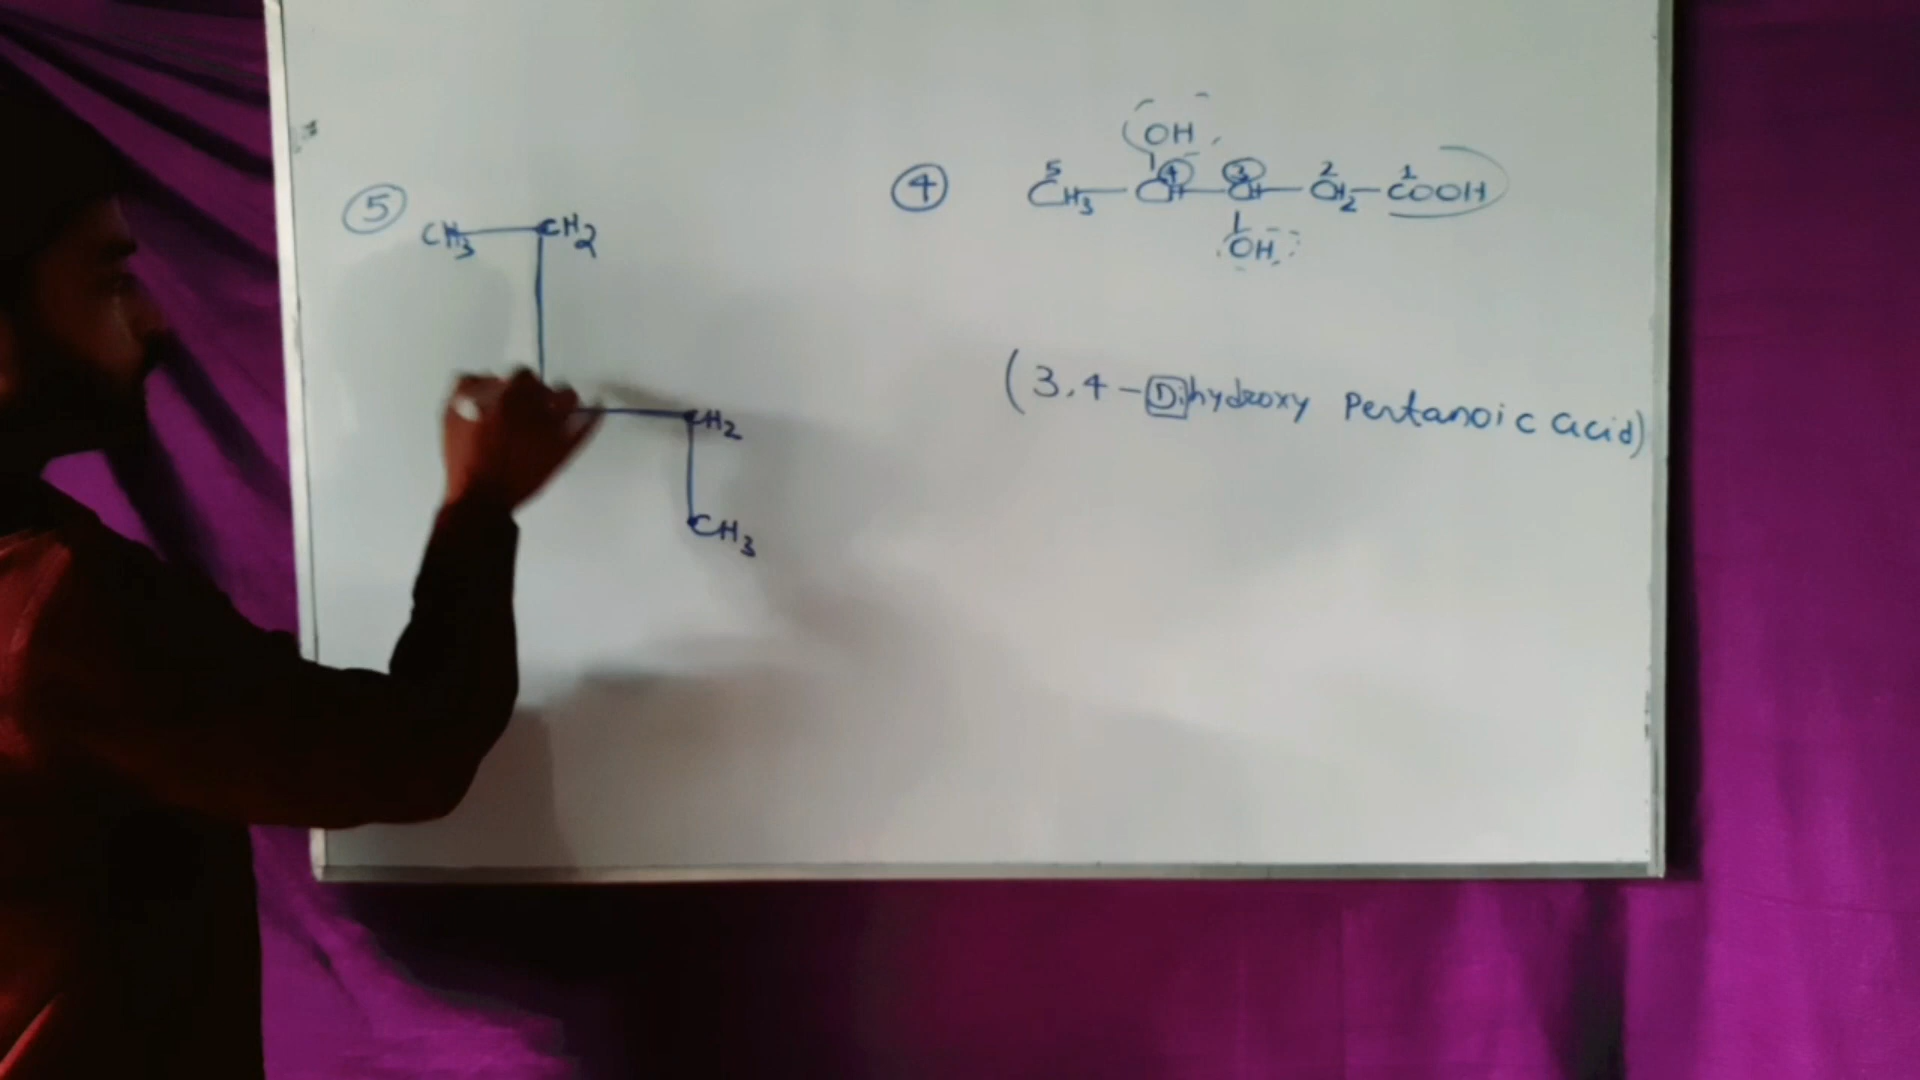 ⑤
CH3 — CH2
CH2
CH3
OH
④
5 4 3 2 1
CH3 — CH — CH — CH2 — COOH
OH
(3,4 – Dihydroxy Pentanoic acid)